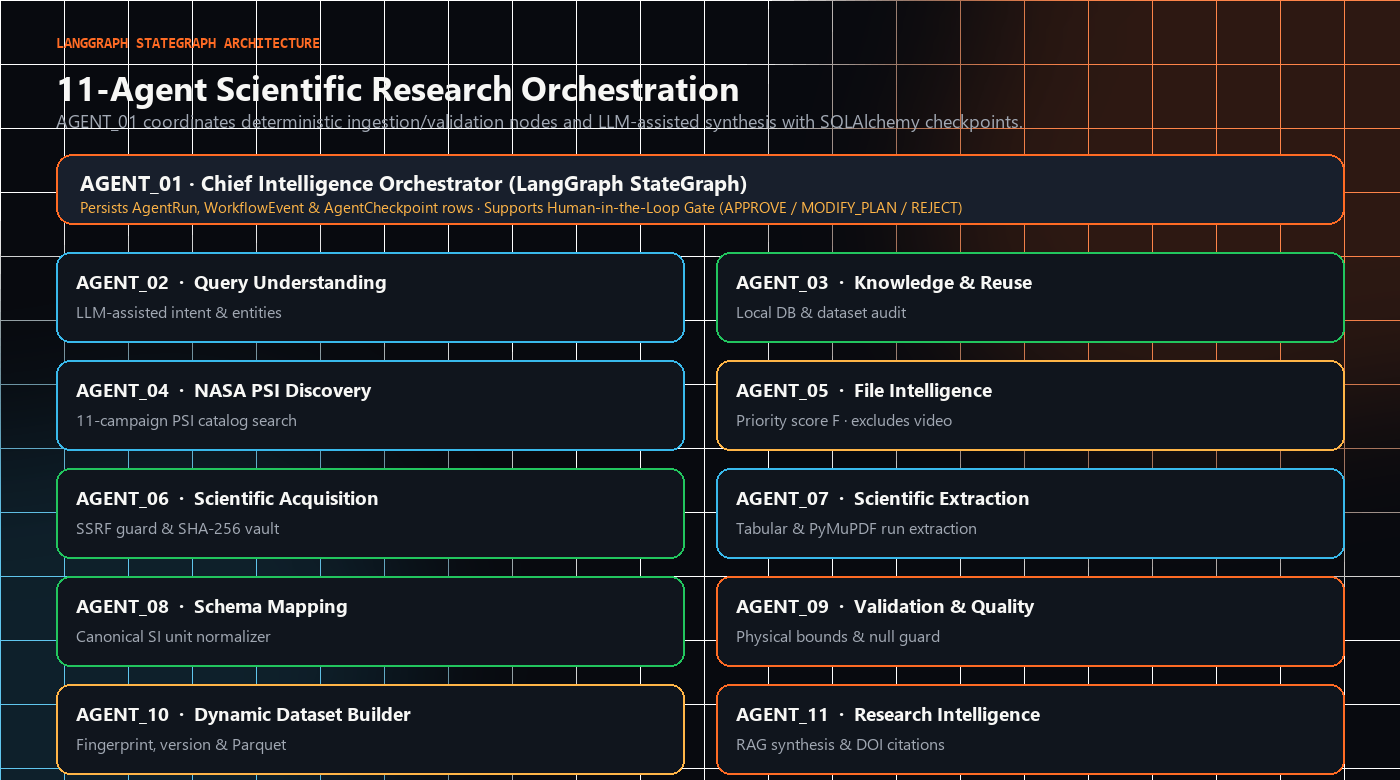 LANGGRAPH STATEGRAPH ARCHITECTURE
11-Agent Scientific Research Orchestration
AGENT_01 coordinates deterministic ingestion/validation nodes and LLM-assisted synthesis with SQLAlchemy checkpoints.
AGENT_01 · Chief Intelligence Orchestrator (LangGraph StateGraph)
Persists AgentRun, WorkflowEvent & AgentCheckpoint rows · Supports Human-in-the-Loop Gate (APPROVE / MODIFY_PLAN / REJECT)
AGENT_02 · Query Understanding
LLM-assisted intent & entities
AGENT_03 · Knowledge & Reuse
Local DB & dataset audit
AGENT_04 · NASA PSI Discovery
11-campaign PSI catalog search
AGENT_05 · File Intelligence
Priority score F · excludes video
AGENT_06 · Scientific Acquisition
SSRF guard & SHA-256 vault
AGENT_07 · Scientific Extraction
Tabular & PyMuPDF run extraction
AGENT_08 · Schema Mapping
Canonical SI unit normalizer
AGENT_09 · Validation & Quality
Physical bounds & null guard
AGENT_10 · Dynamic Dataset Builder
Fingerprint, version & Parquet
AGENT_11 · Research Intelligence
RAG synthesis & DOI citations